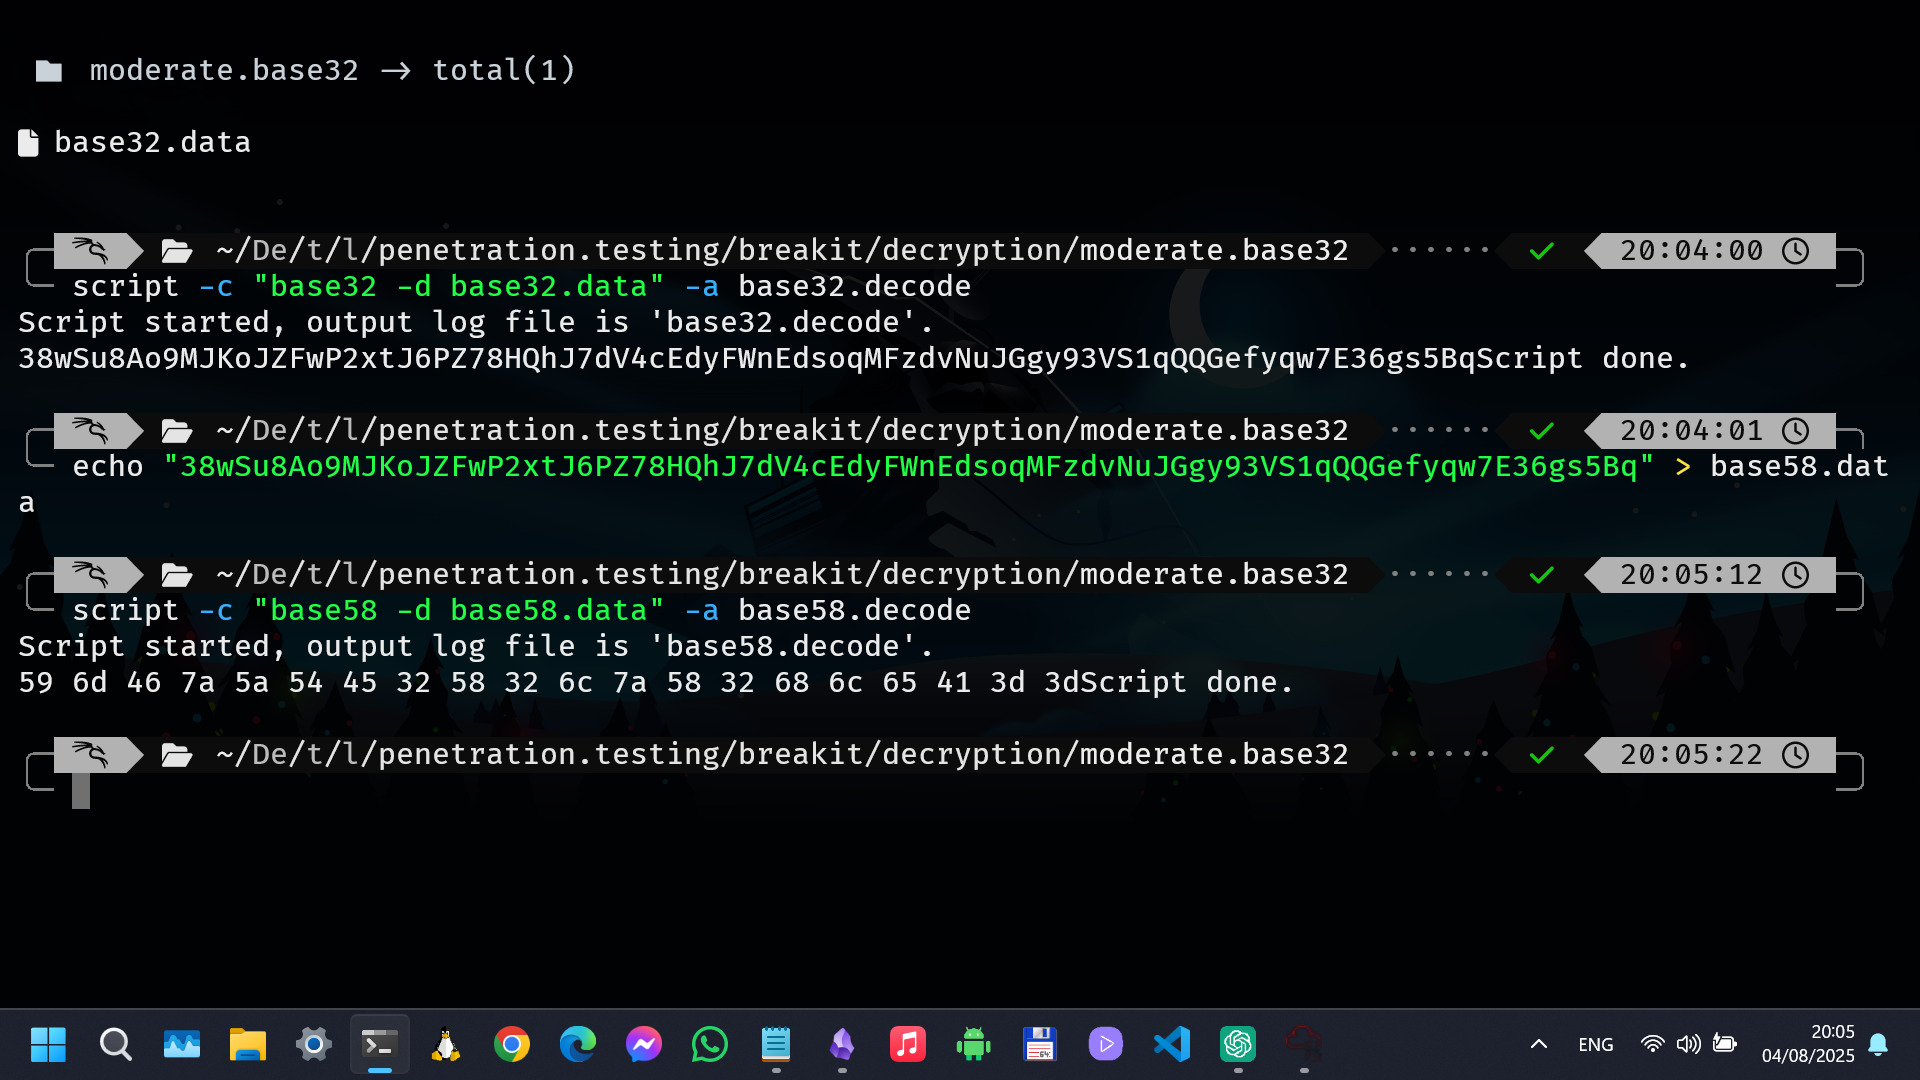 moderate.base32 → total(1)
base32.data
~/De/t/l/penetration.testing/breakit/decryption/moderate.base32 ······ ✓ 20:04:00
script -c "base32 -d base32.data" -a base32.decode
Script started, output log file is 'base32.decode'.
38wSu8Ao9MJKoJZFwP2xtJ6PZ78HQhJ7dV4cEdyFWnEdsoqMFzdvNuJGgy93VS1qQQGefyqw7E36gs5BqScript done.
~/De/t/l/penetration.testing/breakit/decryption/moderate.base32 ······ ✓ 20:04:01
echo "38wSu8Ao9MJKoJZFwP2xtJ6PZ78HQhJ7dV4cEdyFWnEdsoqMFzdvNuJGgy93VS1qQQGefyqw7E36gs5Bq" > base58.dat
a
~/De/t/l/penetration.testing/breakit/decryption/moderate.base32 ······ ✓ 20:05:12
script -c "base58 -d base58.data" -a base58.decode
Script started, output log file is 'base58.decode'.
59 6d 46 7a 5a 54 45 32 58 32 6c 7a 58 32 68 6c 65 41 3d 3dScript done.
~/De/t/l/penetration.testing/breakit/decryption/moderate.base32 ······ ✓ 20:05:22
64
ENG
20:05
04/08/2025